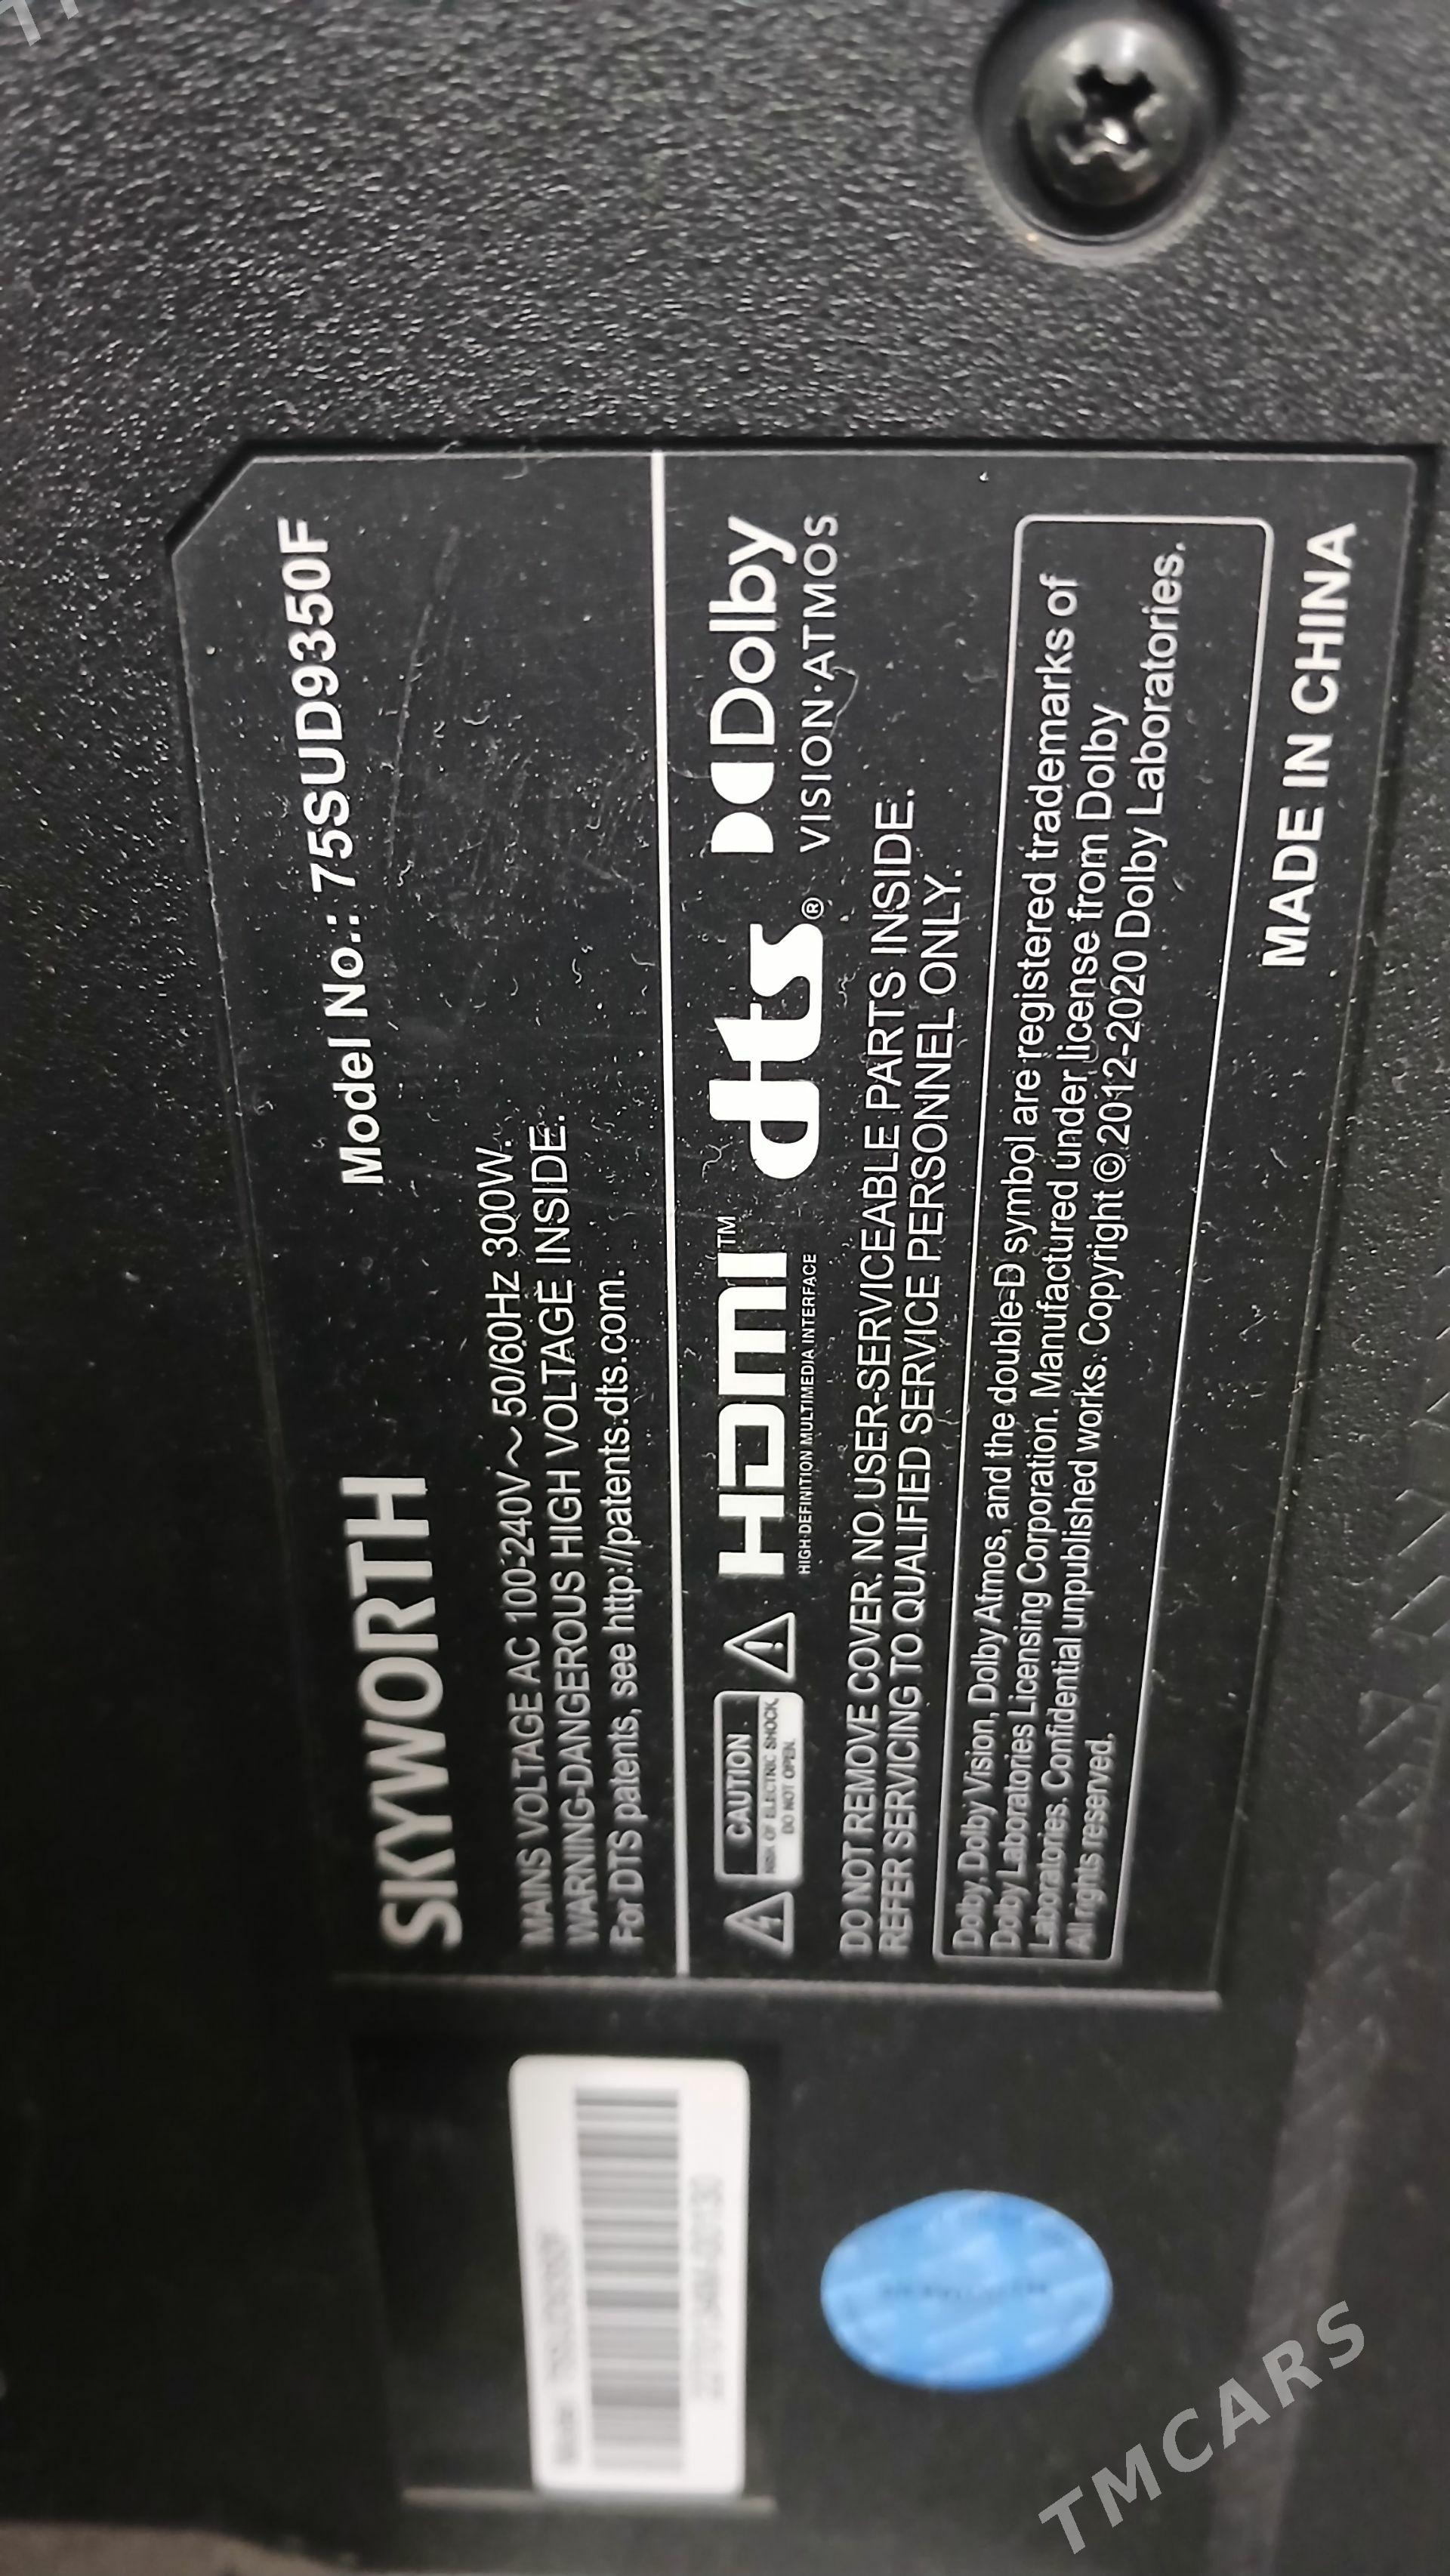 SKYWORTH
Model No.: 75SUD9350F
MAINS VOLTAGE AC 100-240V～ 50/60Hz 300W.
WARNING-DANGEROUS HIGH VOLTAGE INSIDE.
For DTS patents, see http://patents.dts.com.
CAUTION
RISK OF ELECTRIC SHOCK
DO NOT OPEN.
HDMI™
HIGH-DEFINITION MULTIMEDIA INTERFACE
dts®
Dolby
VISION·ATMOS
DO NOT REMOVE COVER. NO USER-SERVICEABLE PARTS INSIDE.
REFER SERVICING TO QUALIFIED SERVICE PERSONNEL ONLY.
Dolby, Dolby Vision, Dolby Atmos, and the double-D symbol are registered trademarks of
Dolby Laboratories Licensing Corporation. Manufactured under license from Dolby
Laboratories. Confidential unpublished works. Copyright © 2012-2020 Dolby Laboratories.
All rights reserved.
MADE IN CHINA
TMCARS